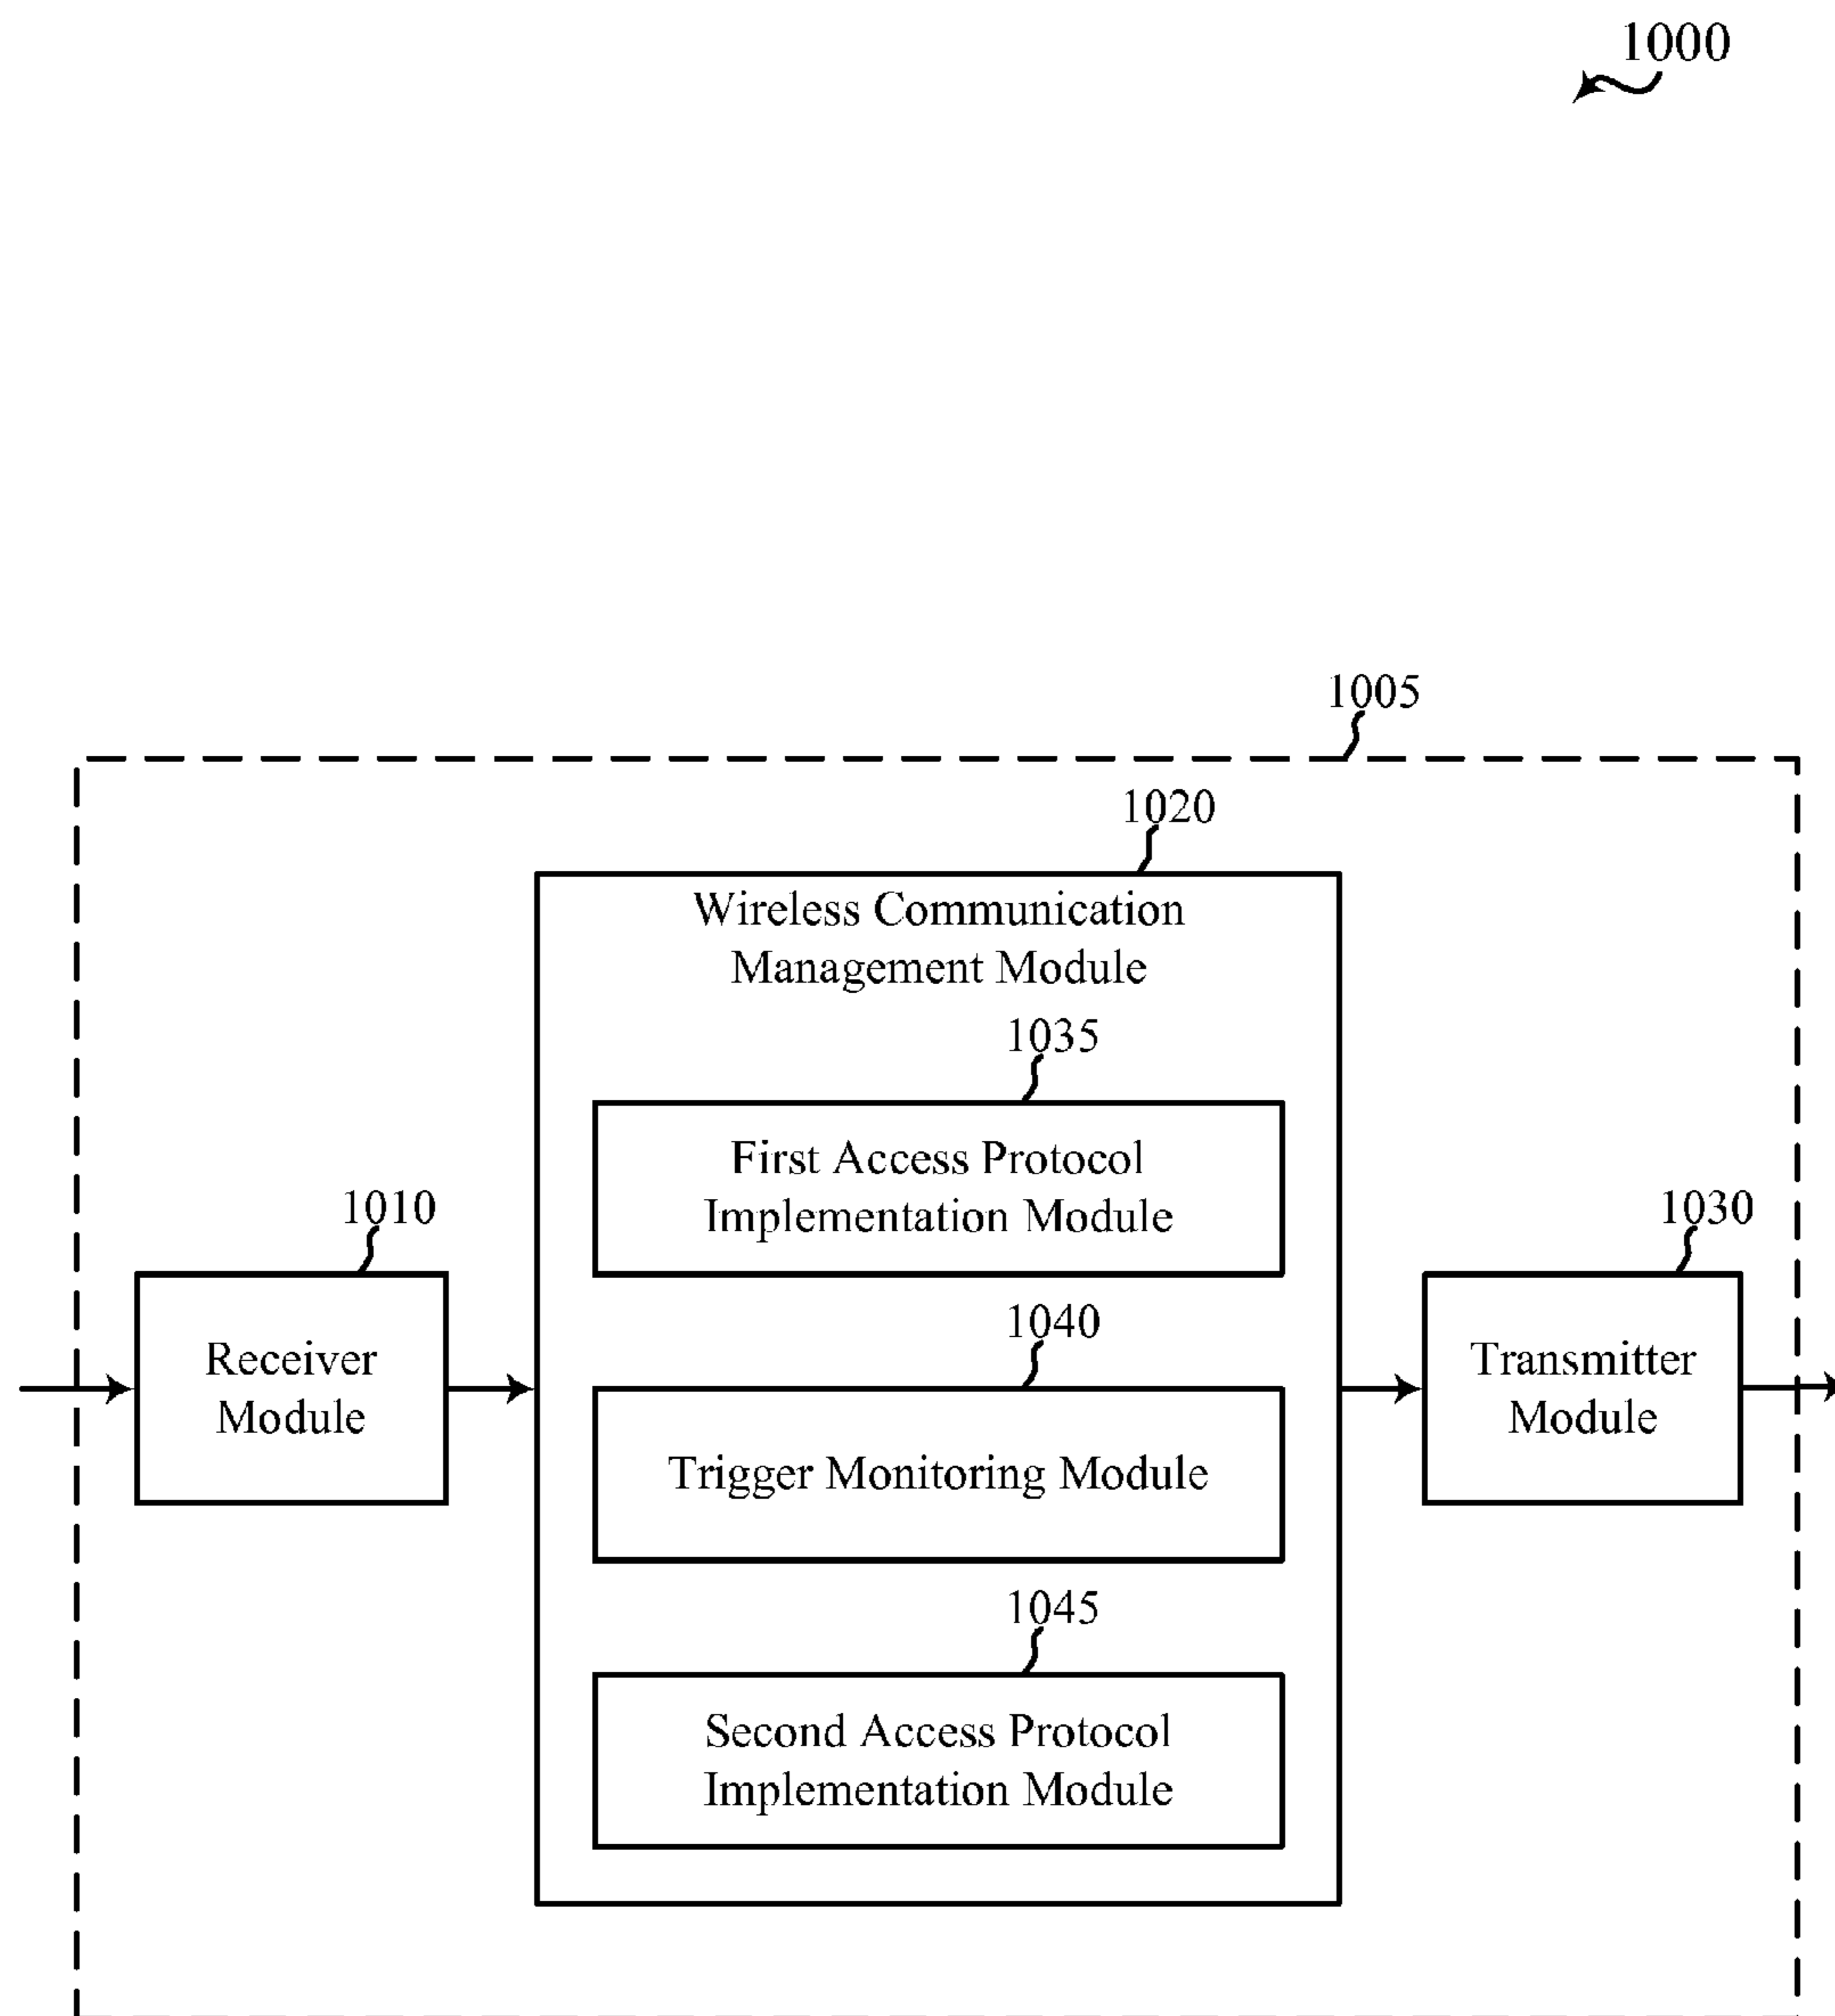 1000
1005
1020
Wireless Communication
Management Module
1035
First Access Protocol
Implementation Module
1010
1030
Receiver
Module
1040
Trigger Monitoring Module
Transmitter
Module
1045
Second Access Protocol
Implementation Module